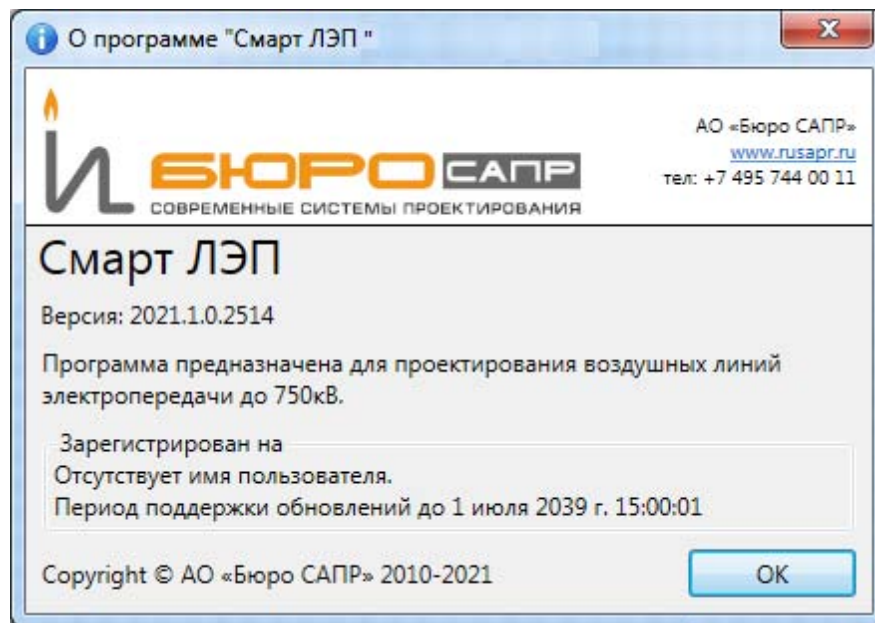 О программе "Смарт ЛЭП "
БЮРО САПР
СОВРЕМЕННЫЕ СИСТЕМЫ ПРОЕКТИРОВАНИЯ
АО «Бюро САПР»
www.rusapr.ru
тел: +7 495 744 00 11
Смарт ЛЭП
Версия: 2021.1.0.2514
Программа предназначена для проектирования воздушных линий
электропередачи до 750кВ.
Зарегистрирован на
Отсутствует имя пользователя.
Период поддержки обновлений до 1 июля 2039 г. 15:00:01
Copyright © АО «Бюро САПР» 2010-2021
ОК